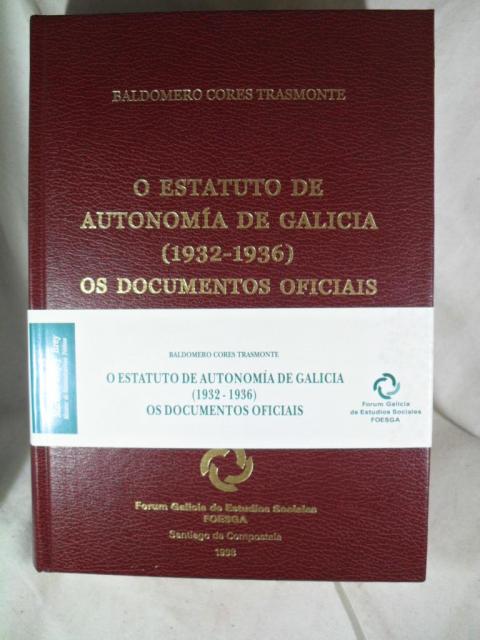 BALDOMERO CORES TRASMONTE
O ESTATUTO DE
AUTONOMÍA DE GALICIA
(1932-1936)
OS DOCUMENTOS OFICIAIS
BALDOMERO CORES TRASMONTE
O ESTATUTO DE AUTONOMÍA DE GALICIA
(1932 - 1936)
OS DOCUMENTOS OFICIAIS
Forum Galicia
de Estudios Sociales
FOESGA
Forum Galicia de Estudios Sociales
FOESGA
Santiago de Compostela
1998